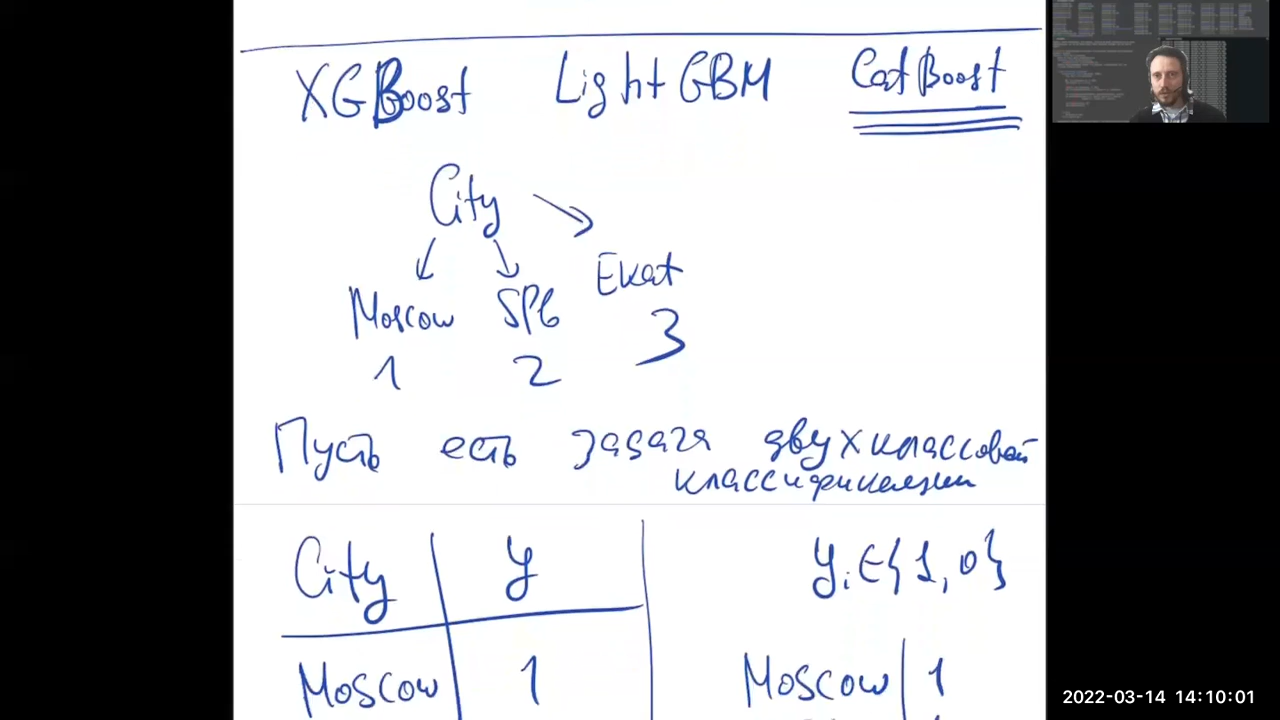 XGBoost LightGBM CatBoost
City
Moscow SPb Ekat
1 2 3
Пусть есть задача двухклассовой
классификации
City y
Moscow 1
y_i ∈ {1, 0}
Moscow 1
2022-03-14 14:10:01